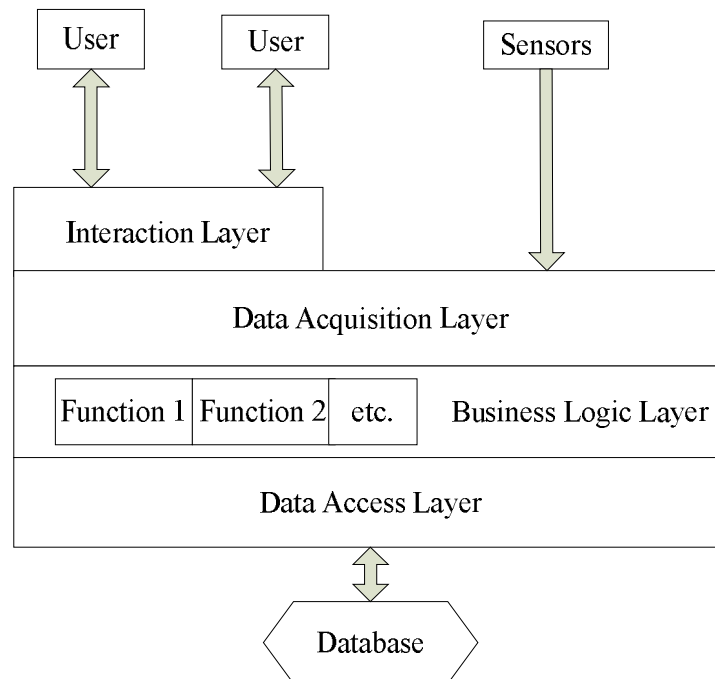 User
User
Sensors
Interaction Layer
Data Acquisition Layer
Function 1
Function 2
etc.
Business Logic Layer
Data Access Layer
Database